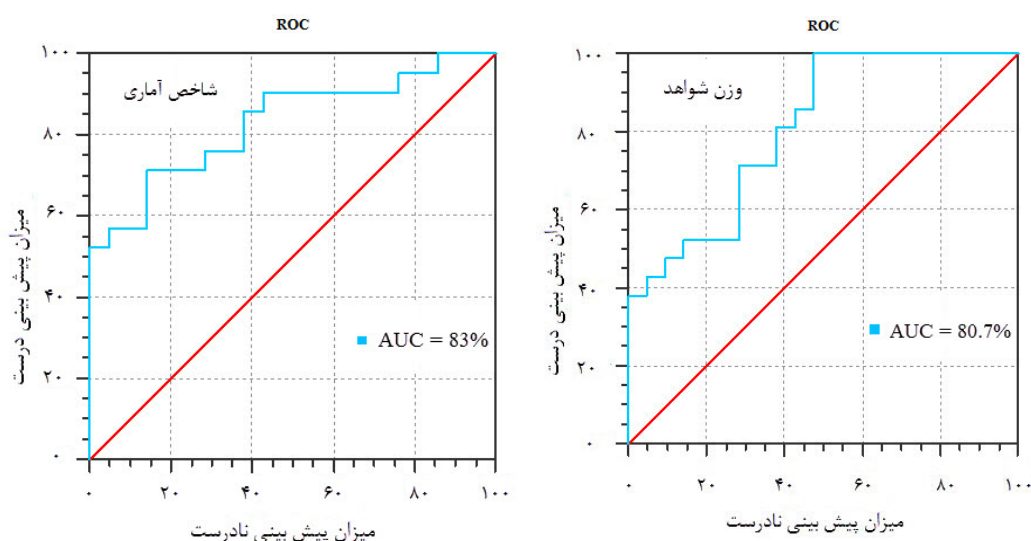 ROC
شاخص آماری
۱۰۰
۸۰
۶۰
۴۰
۲۰
۰
میزان پیش بینی درست
AUC = 83%
۰ ۲۰ ۴۰ ۶۰ ۸۰ ۱۰۰
میزان پیش بینی نادرست
ROC
وزن شواهد
۱۰۰
۸۰
۶۰
۴۰
۲۰
۰
میزان پیش بینی درست
AUC = 80.7%
۰ ۲۰ ۴۰ ۶۰ ۸۰ ۱۰۰
میزان پیش بینی نادرست